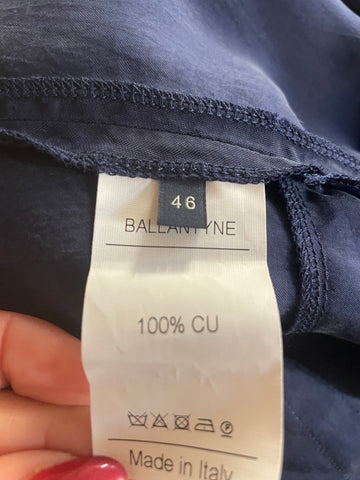 46
BALLANTYNE
100% CU
Made in Italy